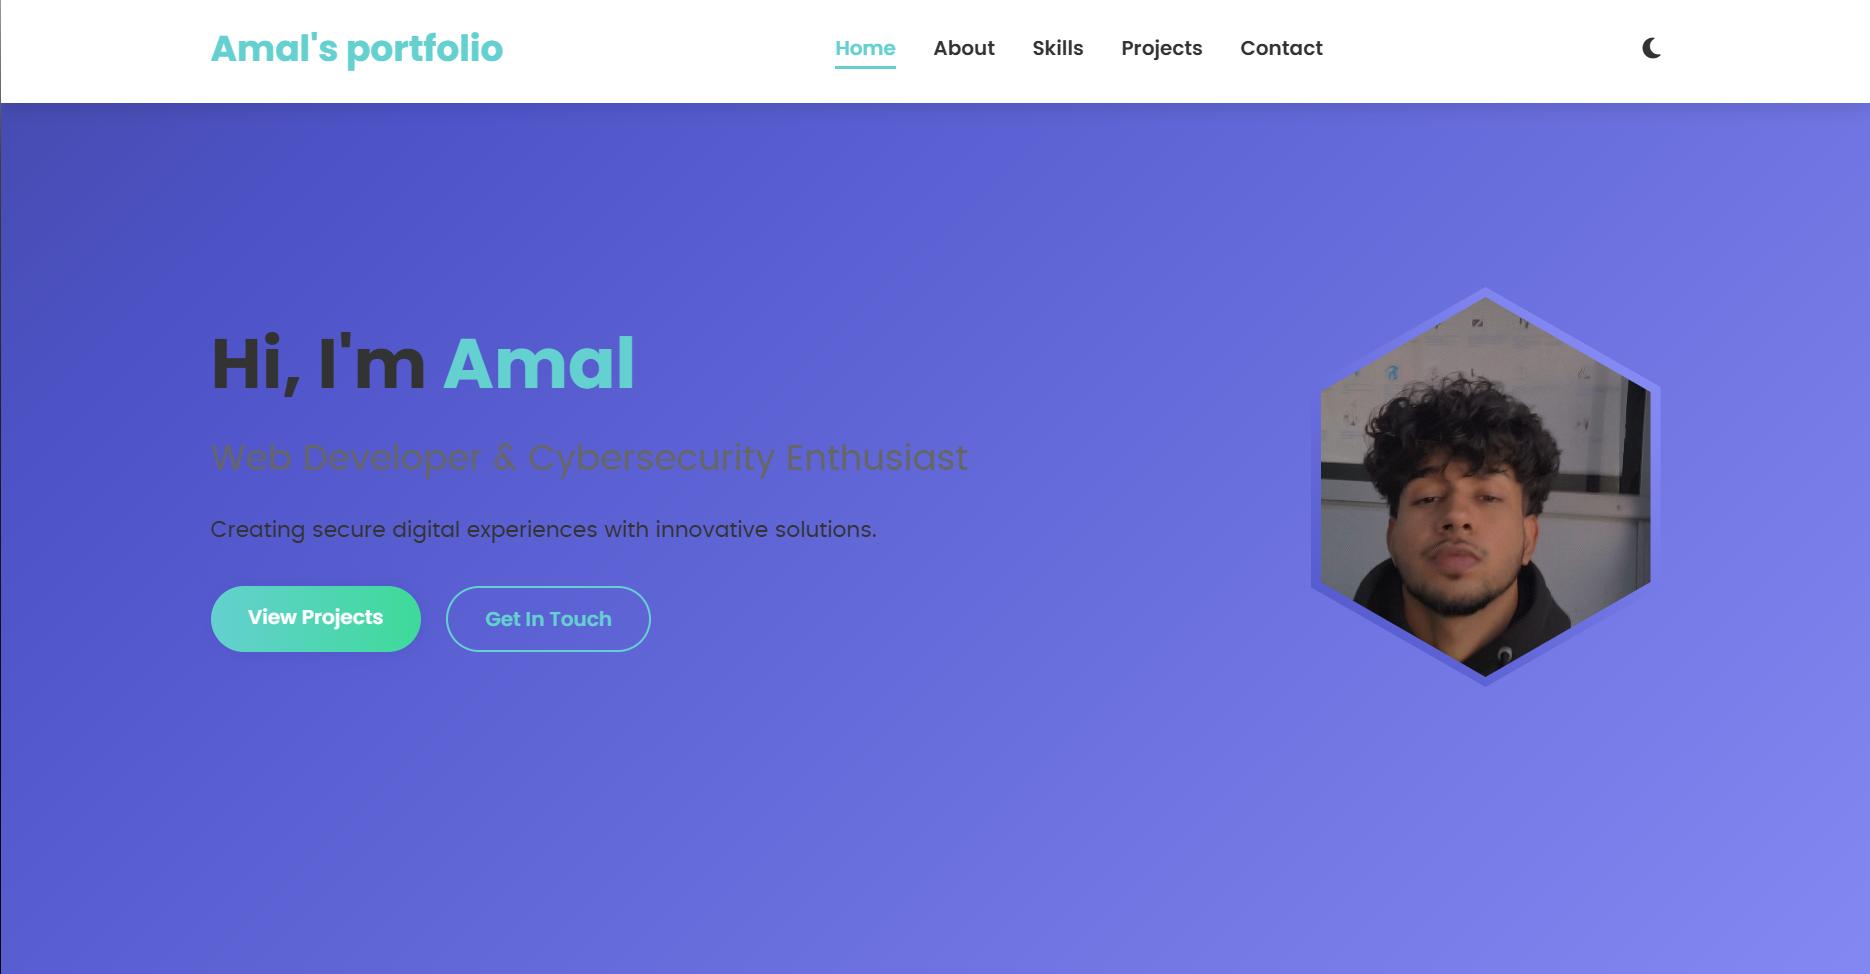 Amal's portfolio
Home About Skills Projects Contact
Hi, I'm Amal
Web Developer & Cybersecurity Enthusiast
Creating secure digital experiences with innovative solutions.
View Projects Get In Touch